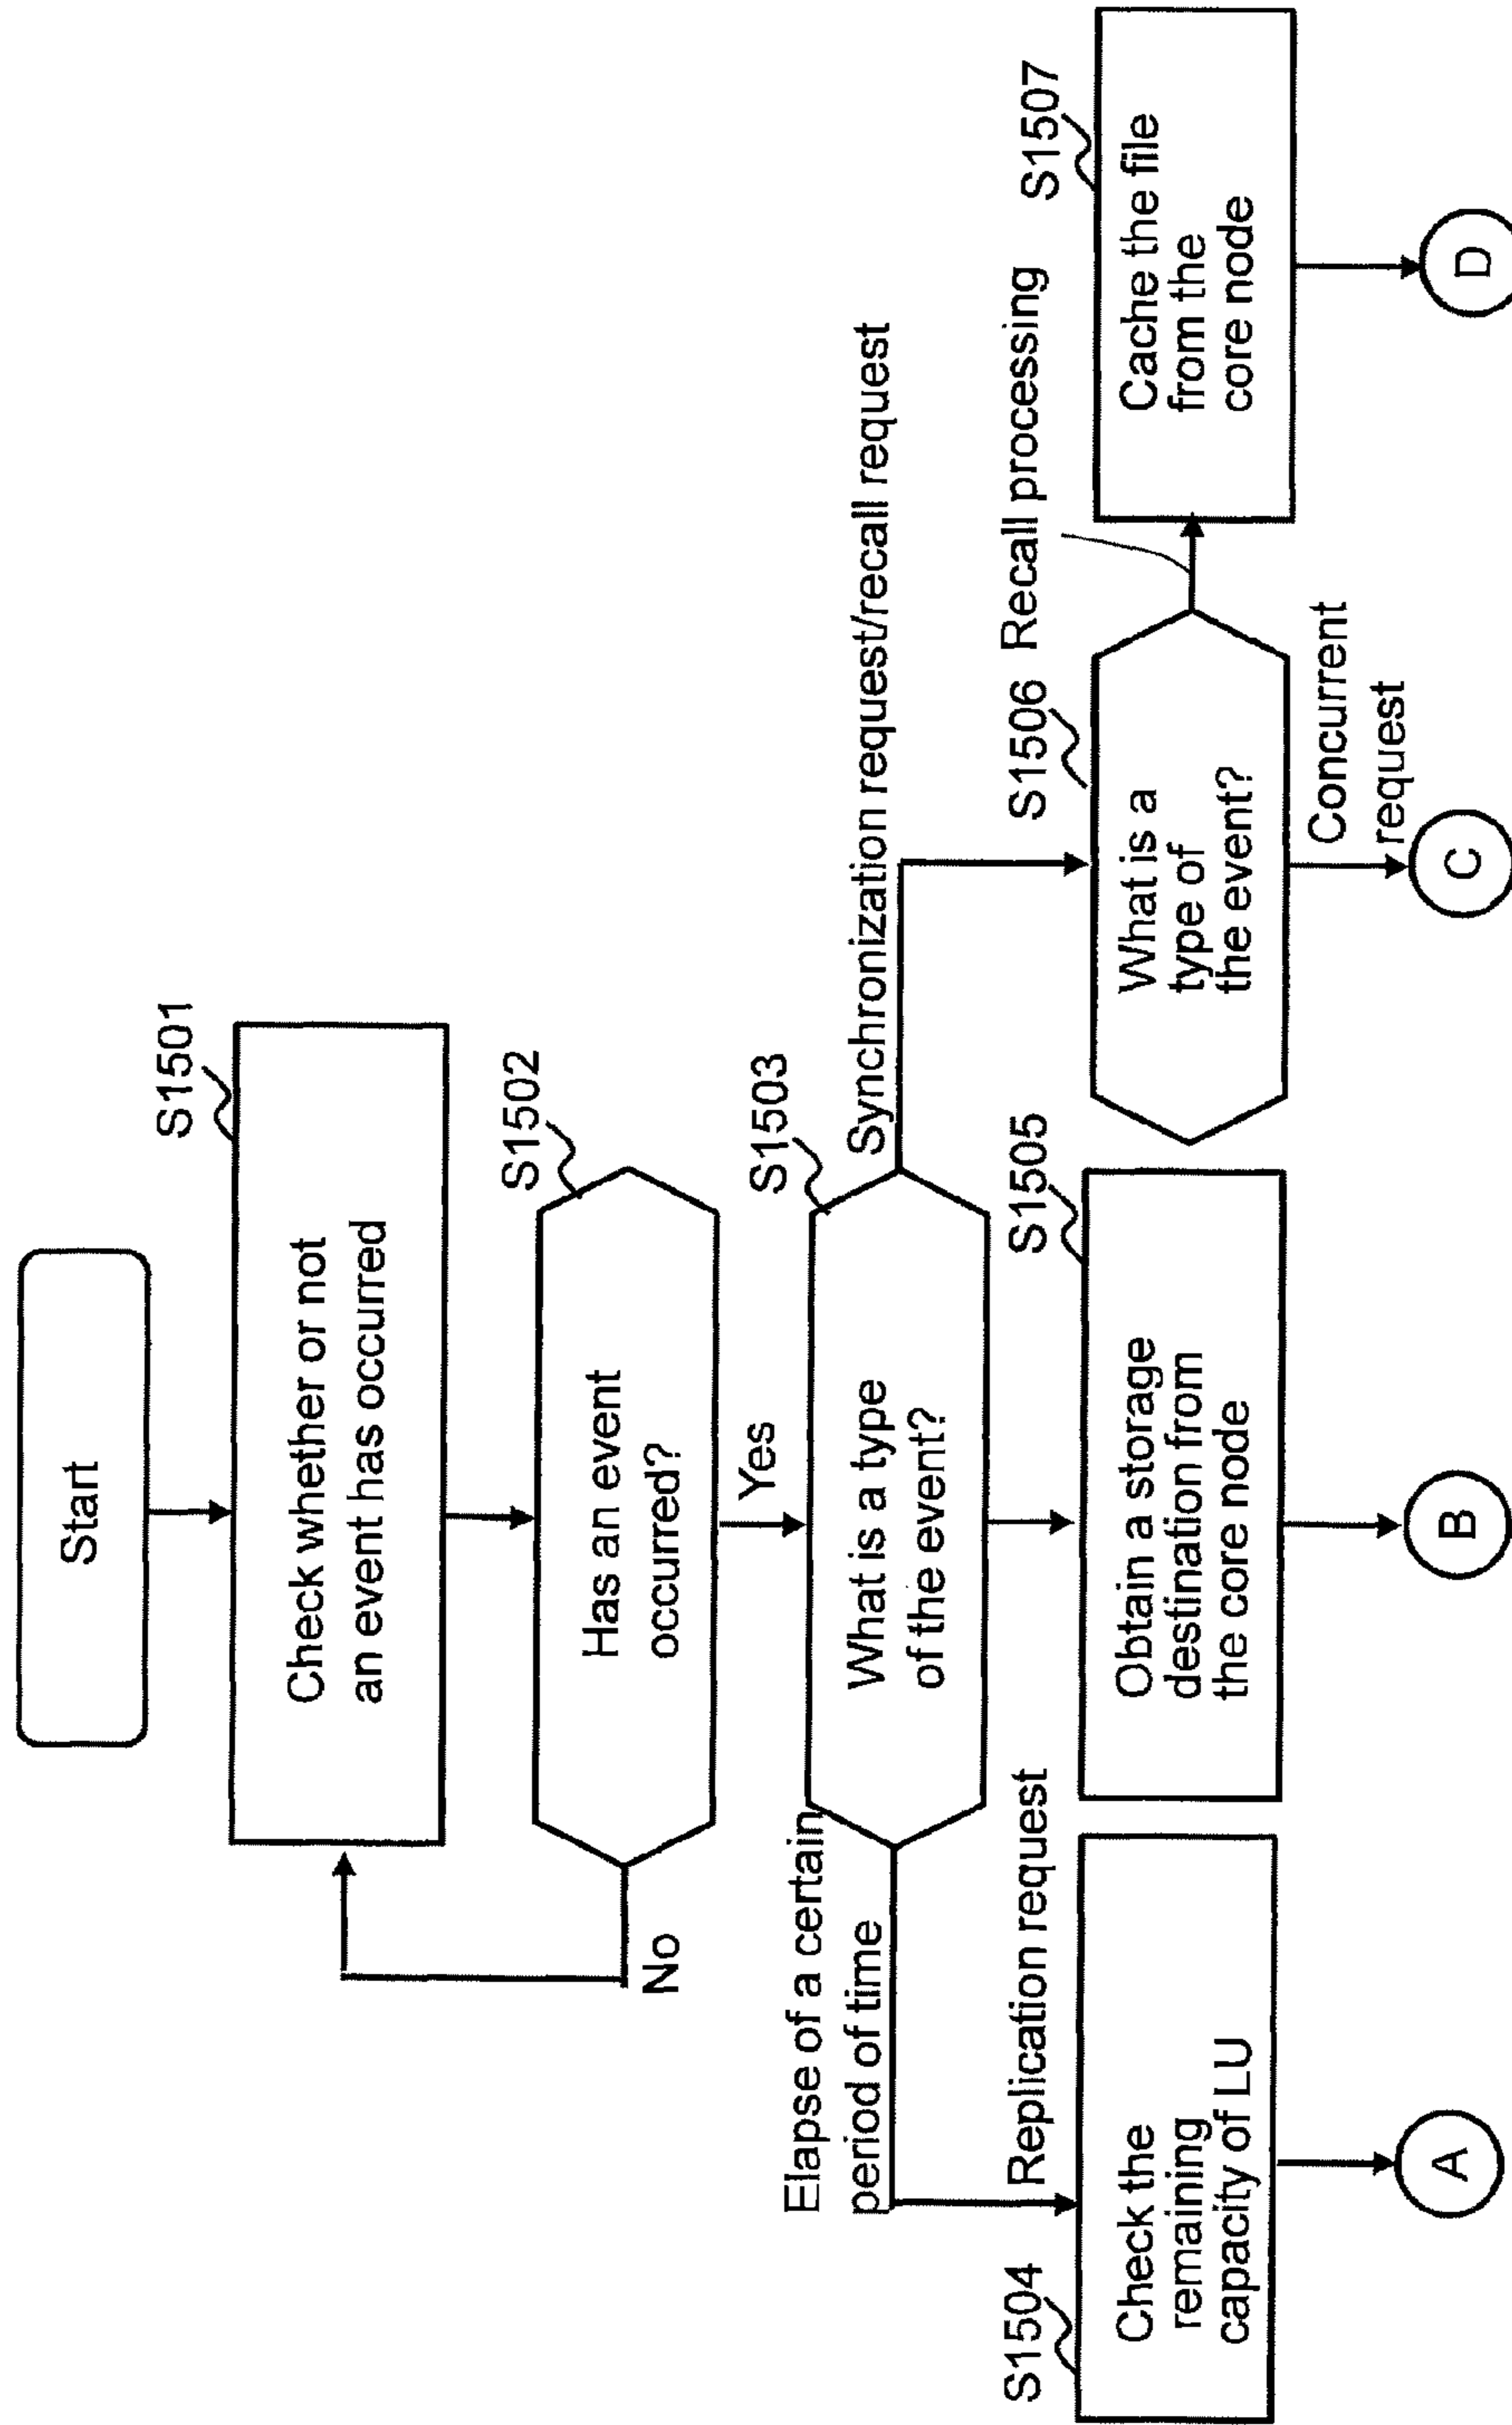 Start
S1501
Check whether or not
an event has occurred
S1502
Has an event
occurred?
No
Yes
S1503
What is a type
of the event?
Elapse of a certain
period of time
Replication request
Synchronization request/recall request
S1504
Check the
remaining
capacity of LU
S1505
Obtain a storage
destination from
the core node
S1506
What is a
type of
the event?
Recall processing
Concurrent
request
S1507
Cache the file
from the
core node
A
B
C
D